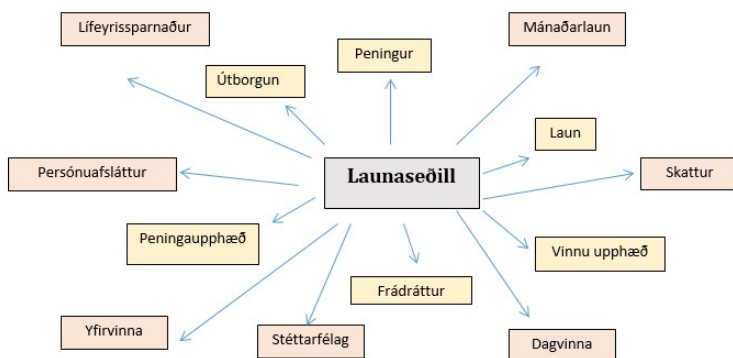 Lífeyrissparnaður
Peningur
Mánaðarlaun
Útborgun
Laun
Persónuafsláttur
Launaseðill
Skattur
Peningaupphæð
Vinnu upphæð
Frádráttur
Yfirvinna
Stéttarfélag
Dagvinna